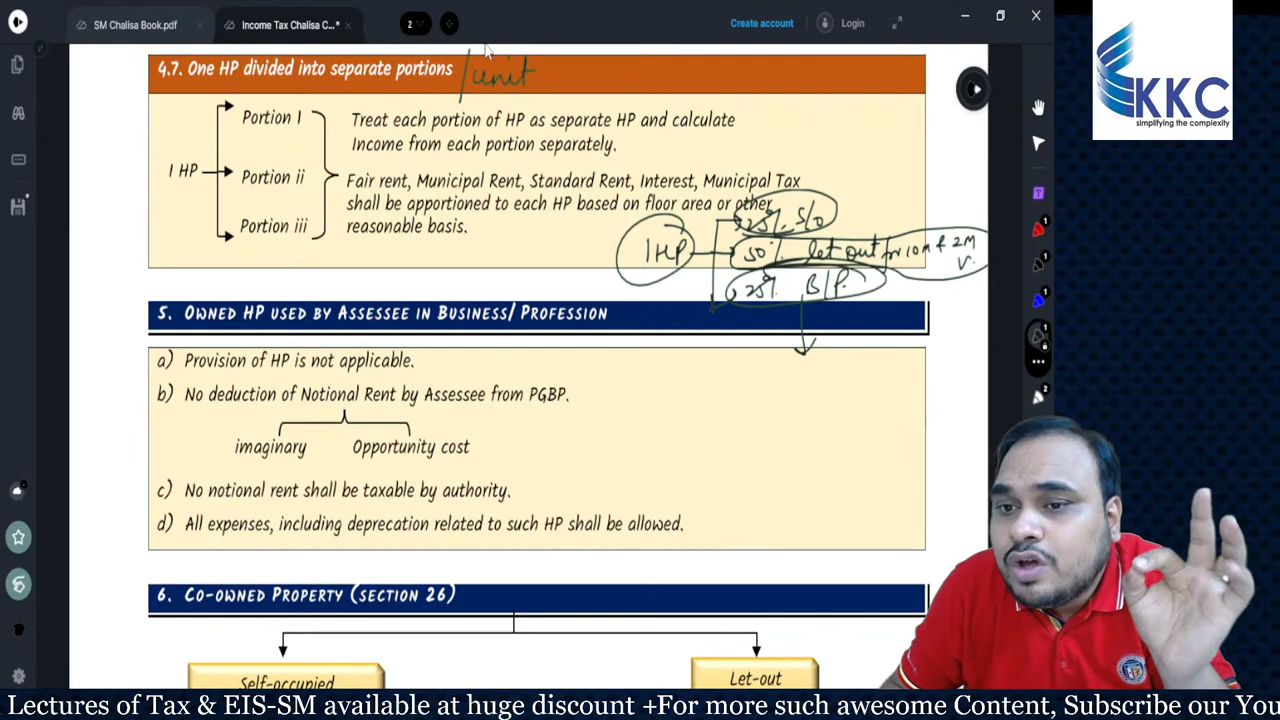 SM Chalisa Book.pdf
Income Tax Chalisa C...*
2
Create account
Login
KKC
simplifying the complexity
4.7. One HP divided into separate portions /unit
Portion I
Treat each portion of HP as separate HP and calculate
Income from each portion separately.
1 HP
Portion ii
Fair rent, Municipal Rent, Standard Rent, Interest, Municipal Tax
shall be apportioned to each HP based on floor area or other
reasonable basis.
Portion iii
25% S/O
1 HP
50% let out for 10M & 2M
V.
25% B/P.
5. OWNED HP USED BY ASSESSEE IN BUSINESS/ PROFESSION
a) Provision of HP is not applicable.
b) No deduction of Notional Rent by Assessee from PGBP.
imaginary
Opportunity cost
c) No notional rent shall be taxable by authority.
d) All expenses, including deprecation related to such HP shall be allowed.
6. CO-OWNED PROPERTY (SECTION 26)
Self-occupied
Let-out
Lectures of Tax & EIS-SM available at huge discount +For more such awesome Content, Subscribe our You